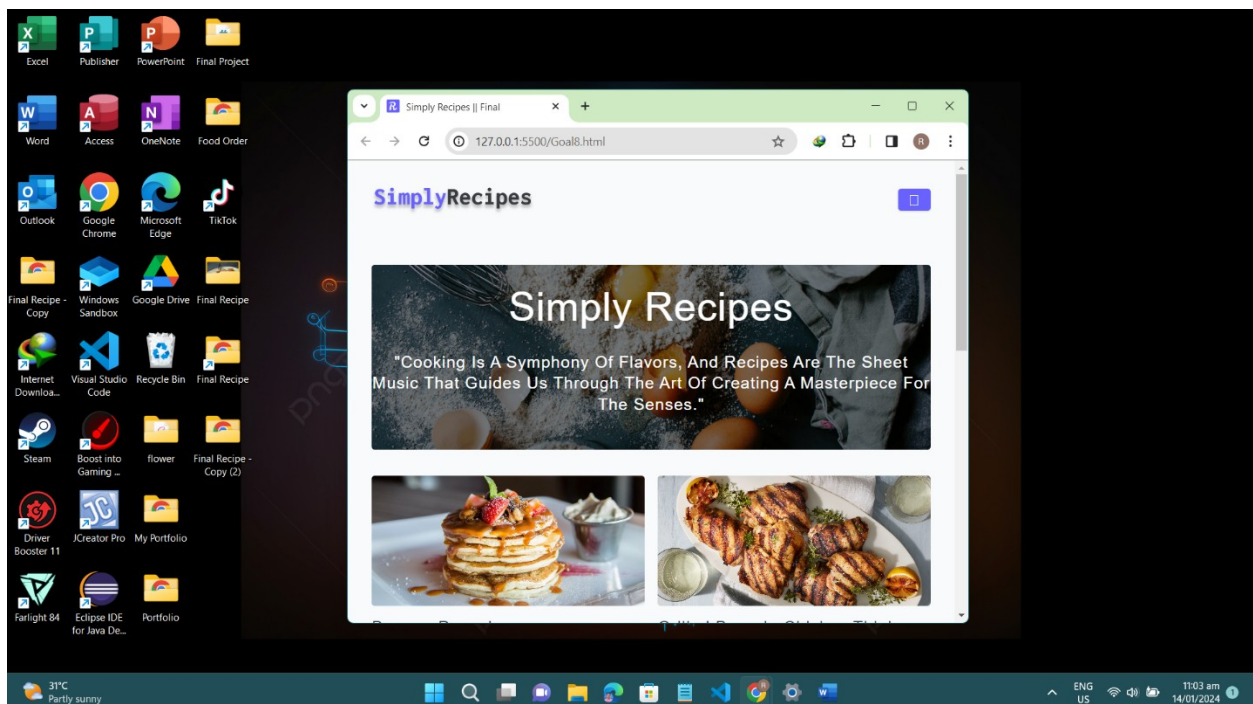 Excel
Publisher
PowerPoint
Final Project
Word
Access
OneNote
Food Order
Outlook
Google
Chrome
Microsoft
Edge
TikTok
Final Recipe -
Copy
Windows
Sandbox
Google Drive
Final Recipe
Internet
Downloa...
Visual Studio
Code
Recycle Bin
Final Recipe
Steam
Boost into
Gaming ...
flower
Final Recipe -
Copy (2)
Driver
Booster 11
JCreator Pro
My Portfolio
Farlight 84
Eclipse IDE
for Java De...
Portfolio
Simply Recipes || Final
127.0.0.1:5500/Goal8.html
SimplyRecipes
Simply Recipes
"Cooking Is A Symphony Of Flavors, And Recipes Are The Sheet
Music That Guides Us Through The Art Of Creating A Masterpiece For
The Senses."
31°C
Partly sunny
ENG
US
11:03 am
14/01/2024